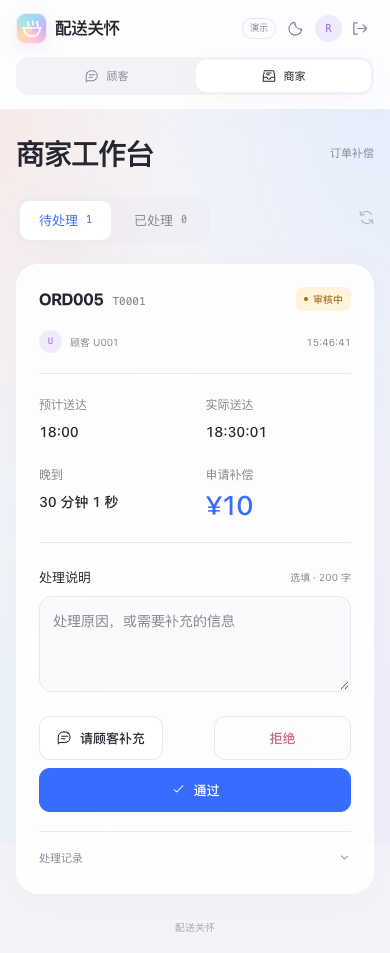 配送关怀
演示
R
顾客
商家
商家工作台
订单补偿
待处理 1
已处理 0
ORD005 T0001
审核中
U
顾客 U001
15:46:41
预计送达
实际送达
18:00
18:30:01
晚到
申请补偿
30 分钟 1 秒
¥10
处理说明
选填 · 200 字
处理原因，或需要补充的信息
请顾客补充
拒绝
通过
处理记录
配送关怀